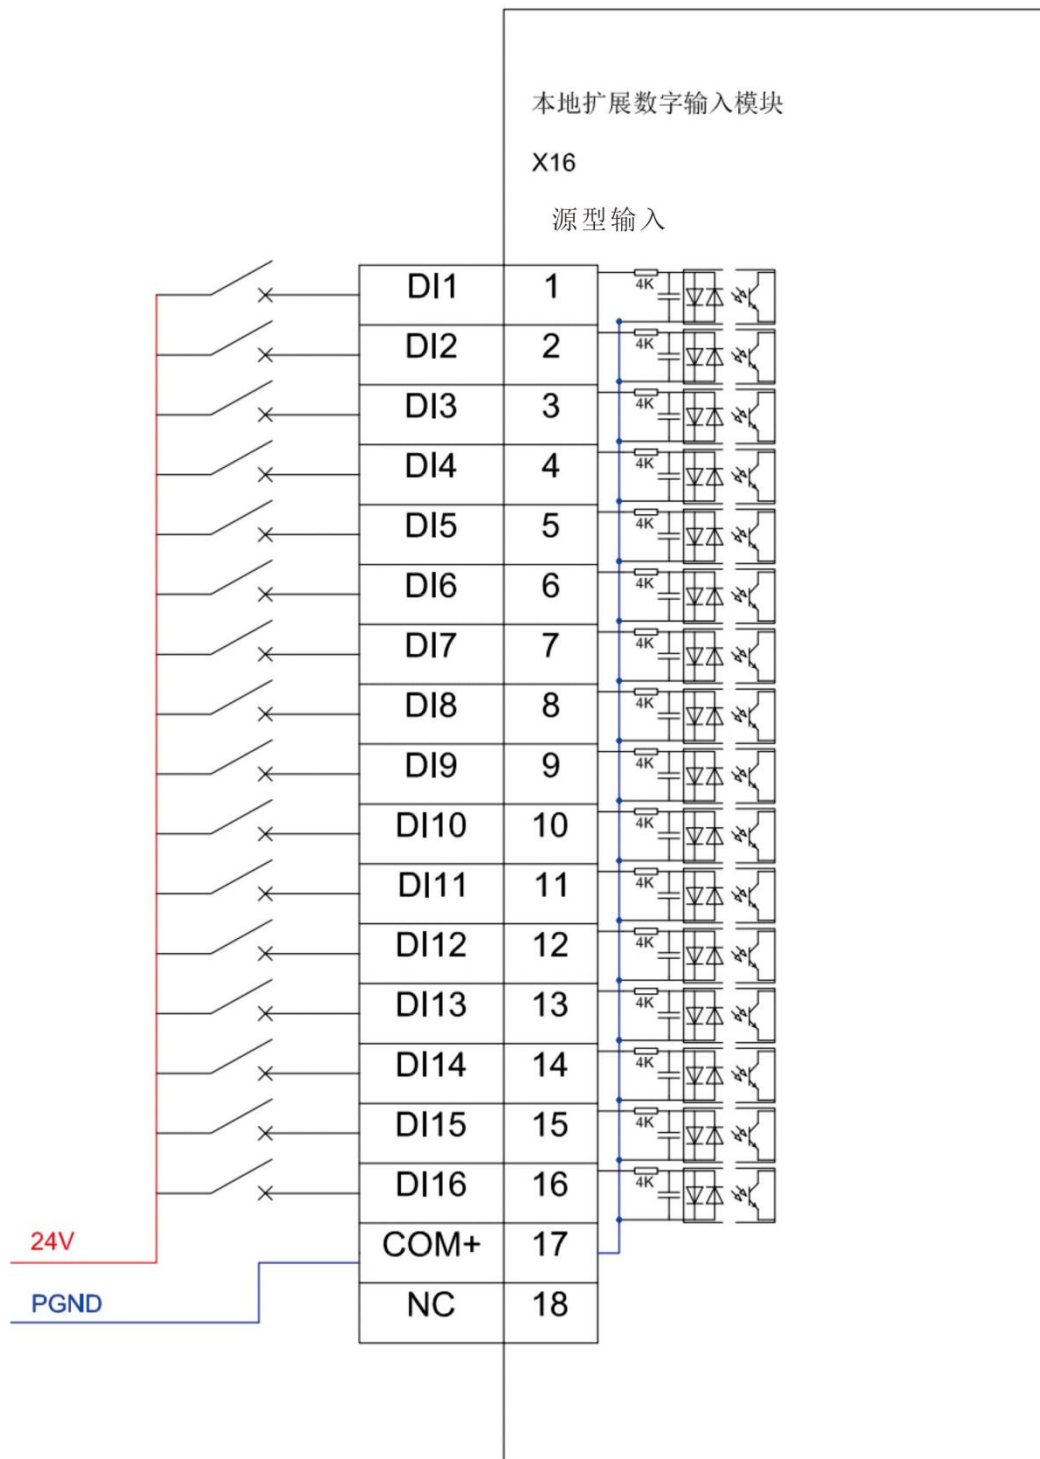 本地扩展数字输入模块
X16
源型输入
DI1 1 4K
DI2 2 4K
DI3 3 4K
DI4 4 4K
DI5 5 4K
DI6 6 4K
DI7 7 4K
DI8 8 4K
DI9 9 4K
DI10 10 4K
DI11 11 4K
DI12 12 4K
DI13 13 4K
DI14 14 4K
DI15 15 4K
DI16 16 4K
24V COM+ 17
PGND NC 18